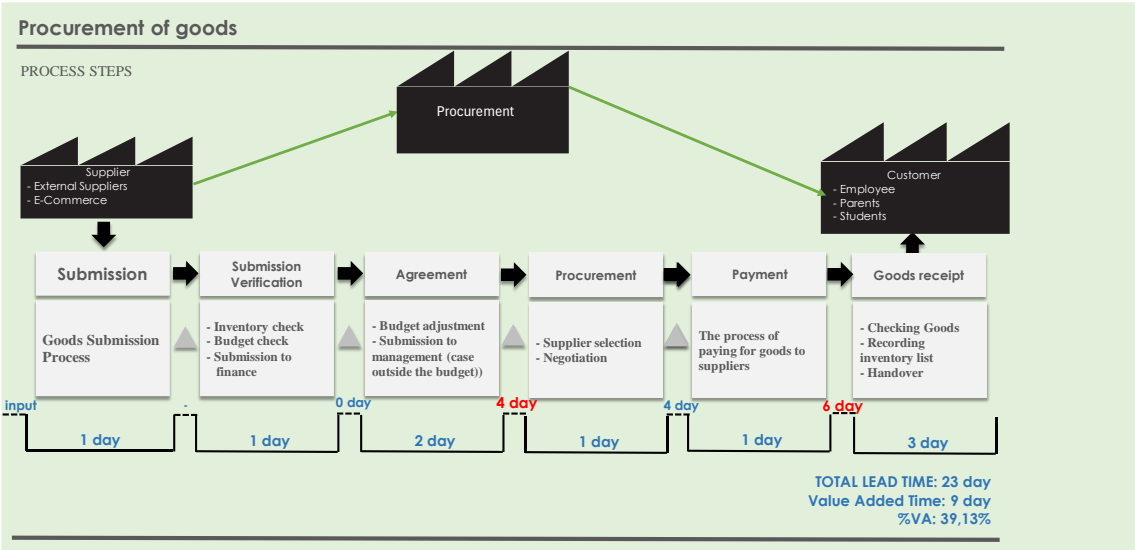 Procurement of goods
PROCESS STEPS
Procurement
Supplier
- External Suppliers
- E-Commerce
Customer
- Employee
- Parents
- Students
Submission
Submission
Verification
Agreement
Procurement
Payment
Goods receipt
Goods Submission
Process
- Inventory check
- Budget check
- Submission to
finance
- Budget adjustment
- Submission to
management (case
outside the budget))
- Supplier selection
- Negotiation
The process of
paying for goods to
suppliers
- Checking Goods
- Recording
inventory list
- Handover
input
-
0 day
4 day
4 day
6 day
1 day
1 day
2 day
1 day
1 day
3 day
TOTAL LEAD TIME: 23 day
Value Added Time: 9 day
%VA: 39,13%